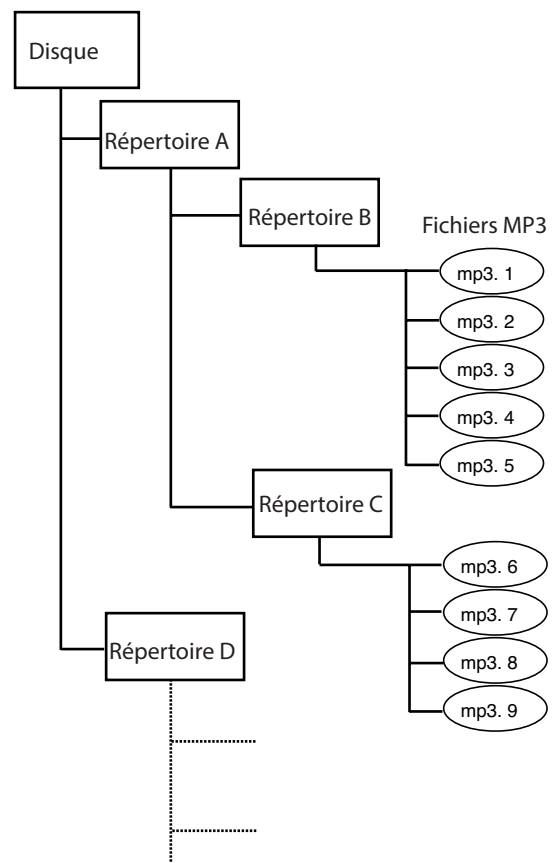 Disque
Répertoire A
Répertoire B
Fichiers MP3
mp3. 1
mp3. 2
mp3. 3
mp3. 4
mp3. 5
Répertoire C
mp3. 6
mp3. 7
mp3. 8
mp3. 9
Répertoire D